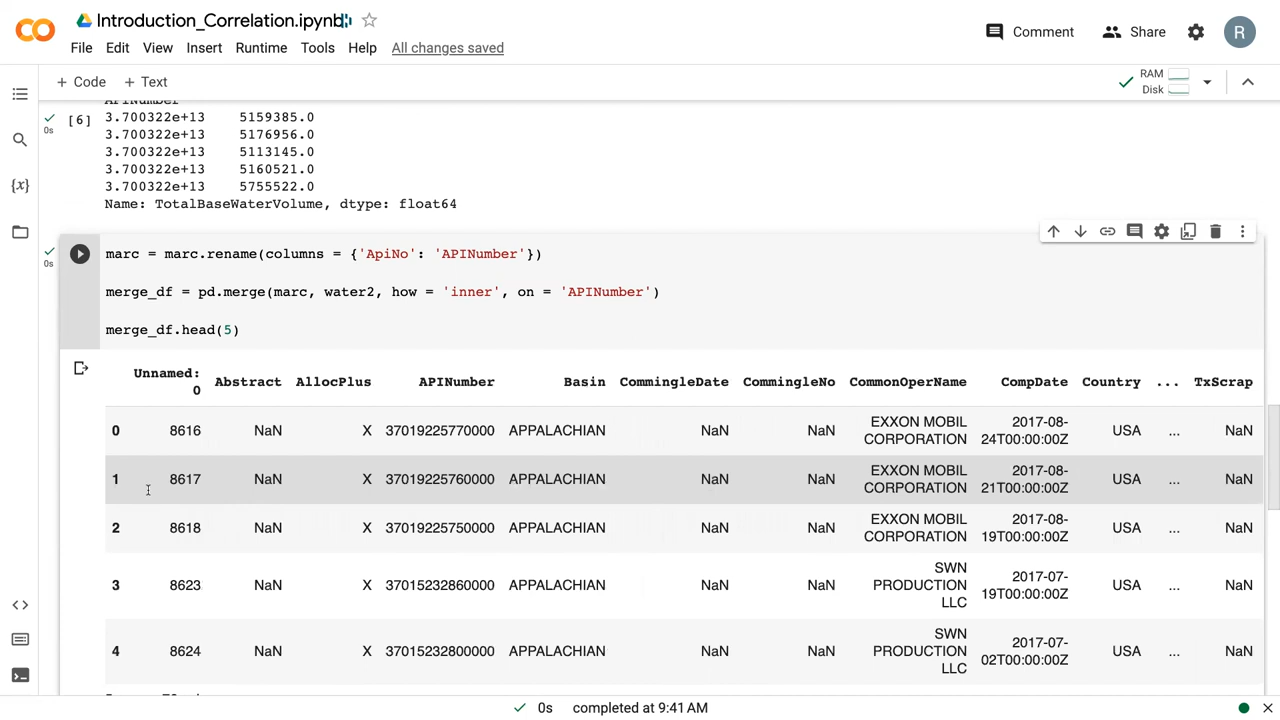 Introduction_Correlation.ipynb
File Edit View Insert Runtime Tools Help All changes saved
Comment Share R
+ Code + Text
RAM
Disk
APINumber
[6]
0s
3.700322e+13 5159385.0
3.700322e+13 5176956.0
3.700322e+13 5113145.0
3.700322e+13 5160521.0
3.700322e+13 5755522.0
Name: TotalBaseWaterVolume, dtype: float64
0s
marc = marc.rename(columns = {'ApiNo': 'APINumber'})
merge_df = pd.merge(marc, water2, how = 'inner', on = 'APINumber')
merge_df.head(5)
Unnamed: 0 Abstract AllocPlus APINumber Basin CommingleDate CommingleNo CommonOperName CompDate Country ... TxScrap
0 8616 NaN X 37019225770000 APPALACHIAN NaN NaN EXXON MOBIL CORPORATION 2017-08-24T00:00:00Z USA ... NaN
1 8617 NaN X 37019225760000 APPALACHIAN NaN NaN EXXON MOBIL CORPORATION 2017-08-21T00:00:00Z USA ... NaN
2 8618 NaN X 37019225750000 APPALACHIAN NaN NaN EXXON MOBIL CORPORATION 2017-08-19T00:00:00Z USA ... NaN
3 8623 NaN X 37015232860000 APPALACHIAN NaN NaN SWN PRODUCTION LLC 2017-07-19T00:00:00Z USA ... NaN
4 8624 NaN X 37015232800000 APPALACHIAN NaN NaN SWN PRODUCTION LLC 2017-07-02T00:00:00Z USA ... NaN
0s completed at 9:41 AM